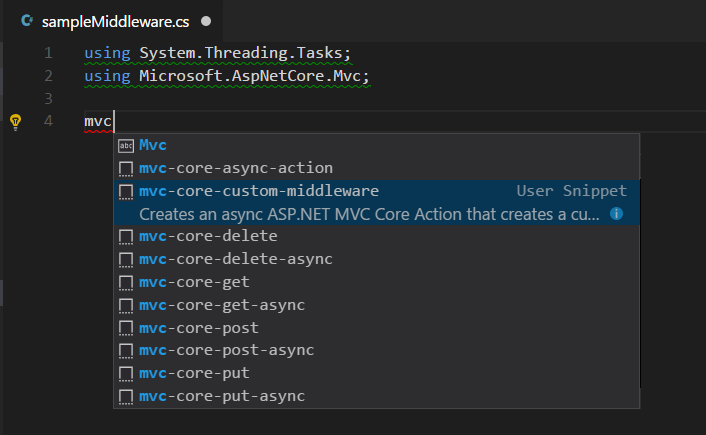 sampleMiddleware.cs
1 using System.Threading.Tasks;
2 using Microsoft.AspNetCore.Mvc;
3
4 mvc
abc Mvc
mvc-core-async-action
mvc-core-custom-middleware User Snippet
Creates an async ASP.NET MVC Core Action that creates a cu...
mvc-core-delete
mvc-core-delete-async
mvc-core-get
mvc-core-get-async
mvc-core-post
mvc-core-post-async
mvc-core-put
mvc-core-put-async